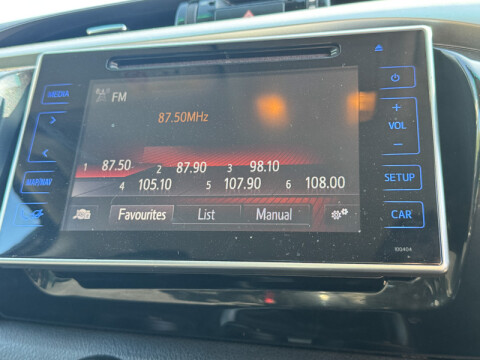 MEDIA
FM
87.50MHz
VOL
1 87.50 2 87.90 3 98.10
4 105.10 5 107.90 6 108.00
MAP/NAV
SETUP
Favourites List Manual
CAR
100404